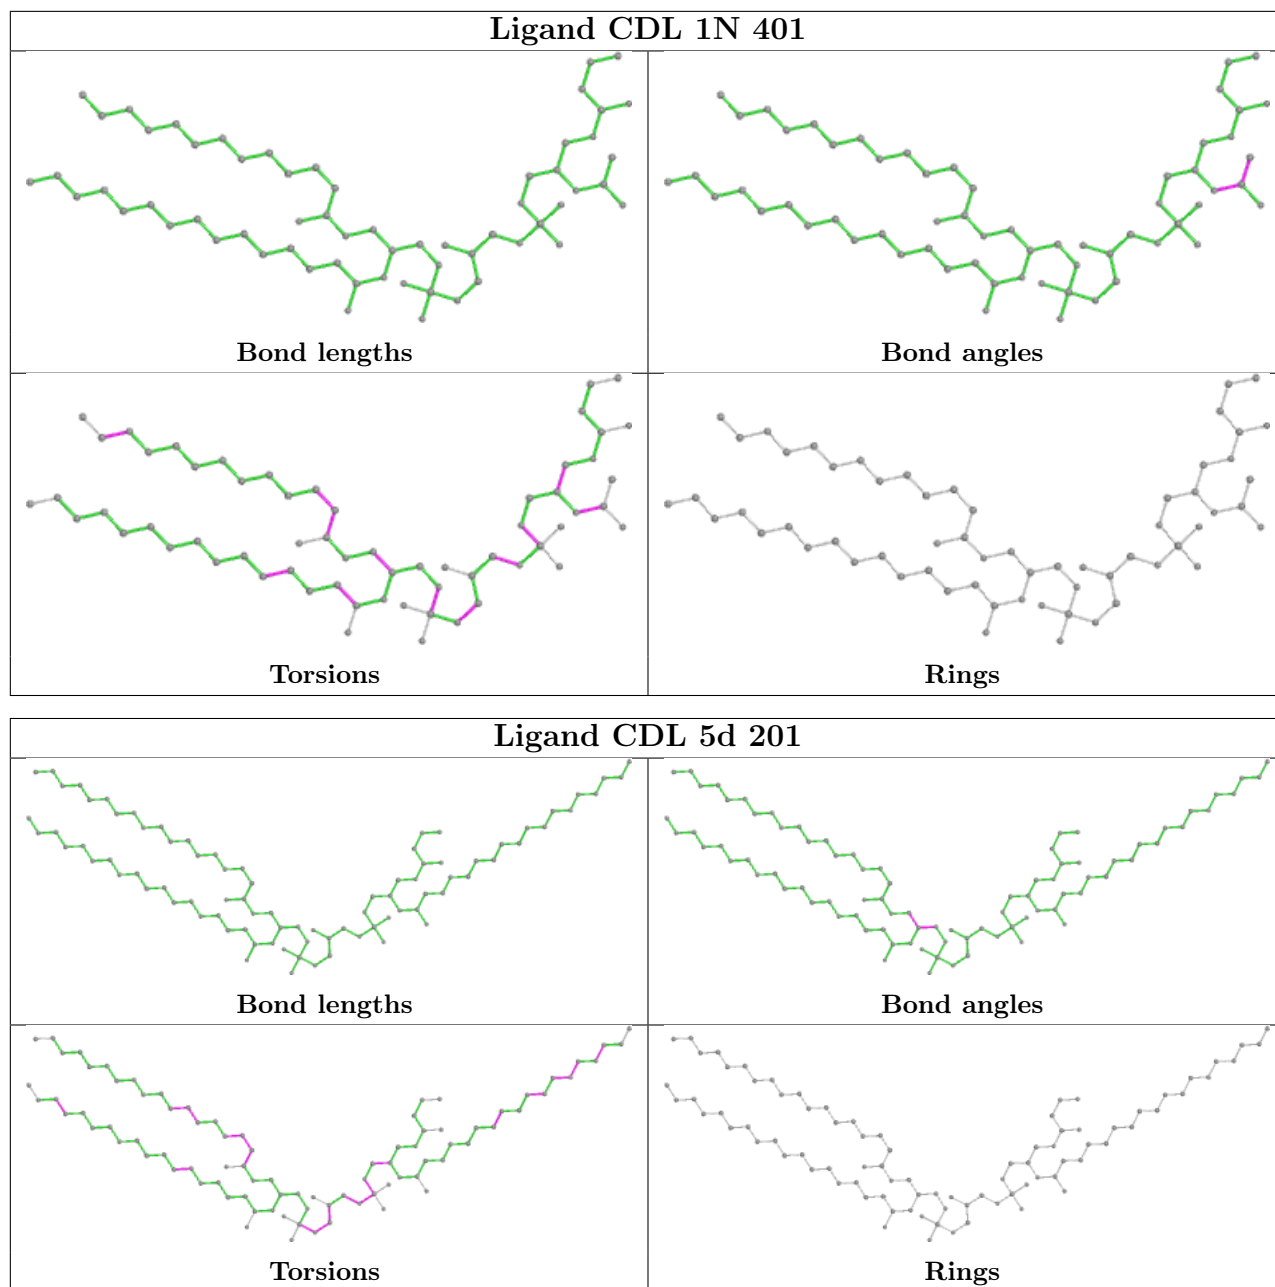 Ligand CDL 1N 401
Bond lengths
Bond angles
Torsions
Rings
Ligand CDL 5d 201
Bond lengths
Bond angles
Torsions
Rings